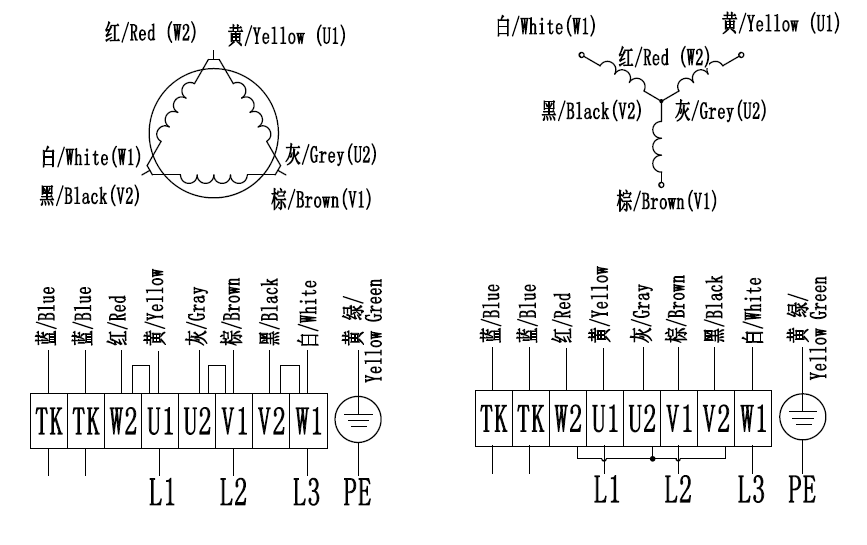 红/Red (W2)
黄/Yellow (U1)
白/White(W1)
黑/Black(V2)
灰/Grey(U2)
棕/Brown(V1)
白/White(W1)
黄/Yellow (U1)
红/Red (W2)
黑/Black(V2)
灰/Grey(U2)
棕/Brown(V1)
蓝/Blue
蓝/Blue
红/Red
黄/Yellow
灰/Gray
棕/Brown
黑/Black
白/White
黄 绿/
Yellow Green
TK TK W2 U1 U2 V1 V2 W1
L1 L2 L3 PE
蓝/Blue
蓝/Blue
红/Red
黄/Yellow
灰/Gray
棕/Brown
黑/Black
白/White
黄 绿/
Yellow Green
TK TK W2 U1 U2 V1 V2 W1
L1 L2 L3 PE